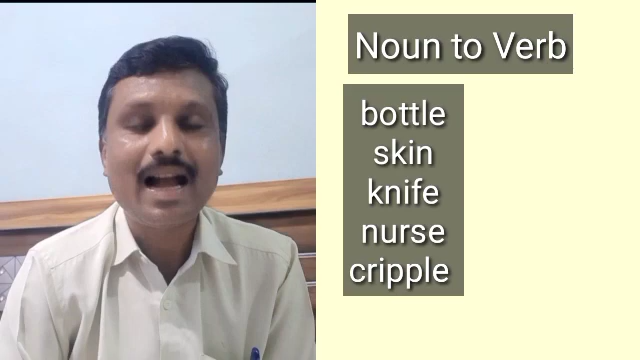 Noun to Verb
bottle
skin
knife
nurse
cripple